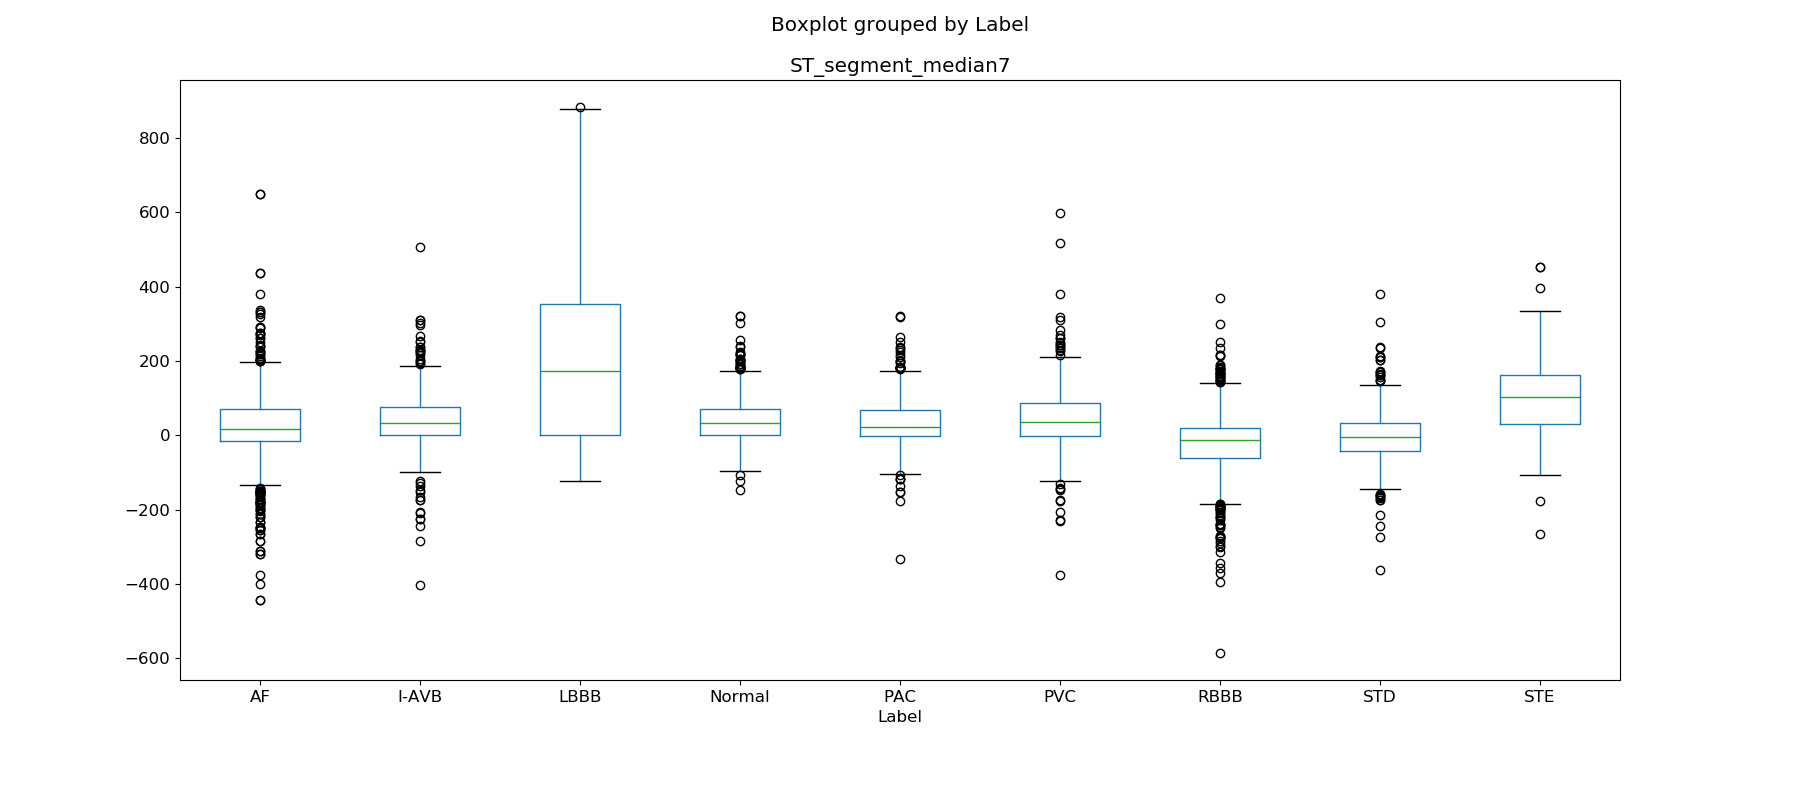 Boxplot grouped by Label
ST_segment_median7
800
600
400
200
0
−200
−400
−600
AF I-AVB LBBB Normal PAC PVC RBBB STD STE
Label